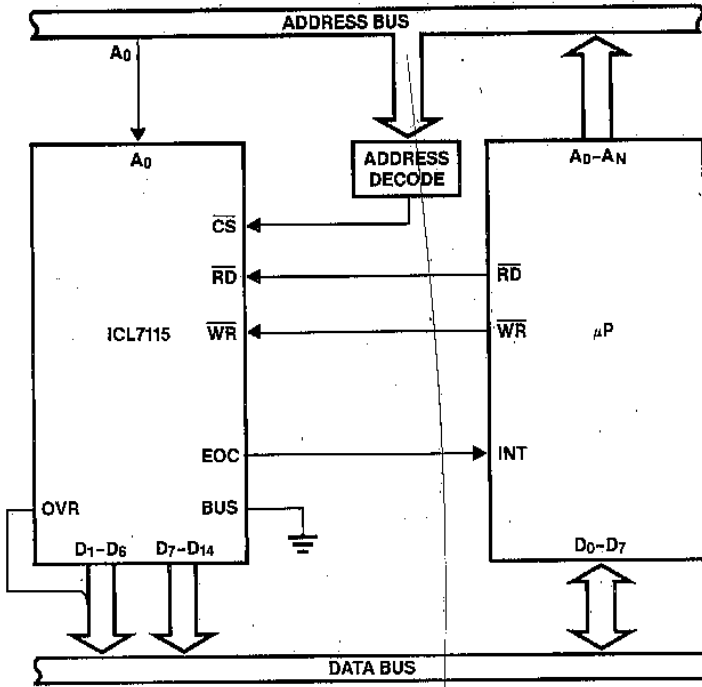 ADDRESS BUS
A0
A0
ADDRESS
DECODE
A0–AN
CS
RD
RD
ICL7115
WR
WR
µP
EOC
INT
OVR
BUS
D1–D6
D7–D14
D0–D7
DATA BUS